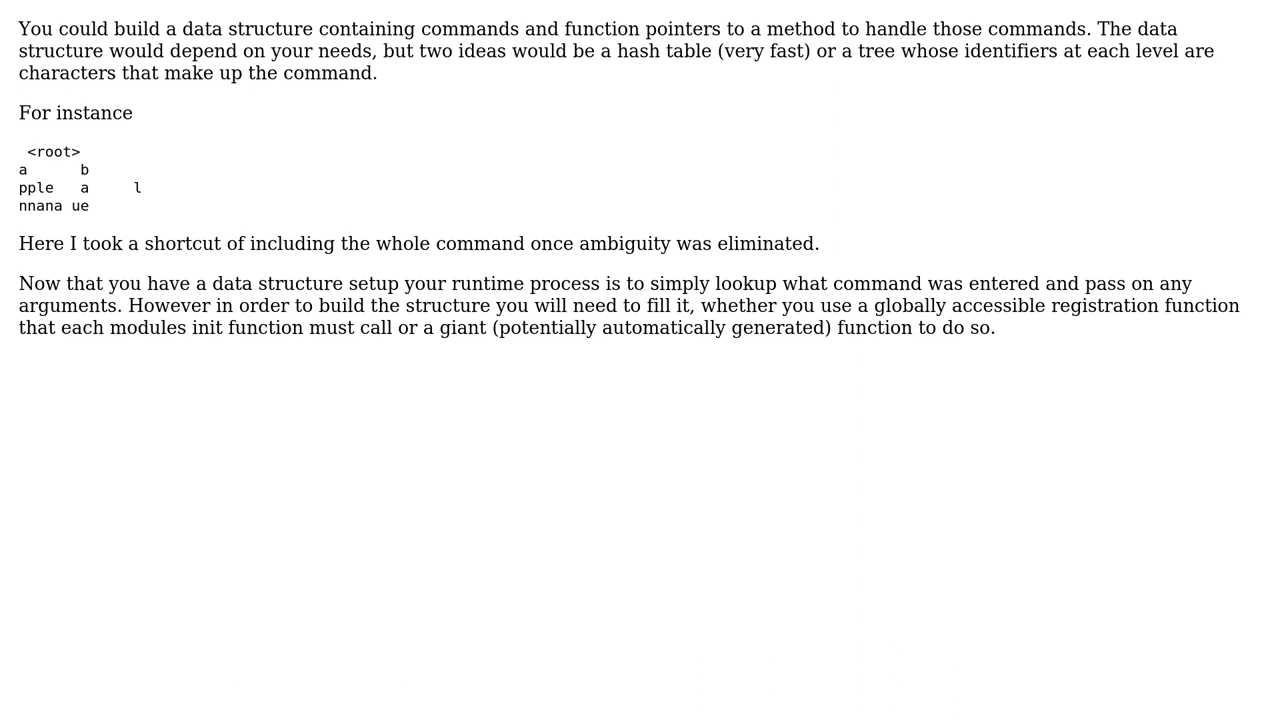 You could build a data structure containing commands and function pointers to a method to handle those commands. The data
structure would depend on your needs, but two ideas would be a hash table (very fast) or a tree whose identifiers at each level are
characters that make up the command.
For instance
 <root>
a      b
pple   a     l
nnana ue
Here I took a shortcut of including the whole command once ambiguity was eliminated.
Now that you have a data structure setup your runtime process is to simply lookup what command was entered and pass on any
arguments. However in order to build the structure you will need to fill it, whether you use a globally accessible registration function
that each modules init function must call or a giant (potentially automatically generated) function to do so.